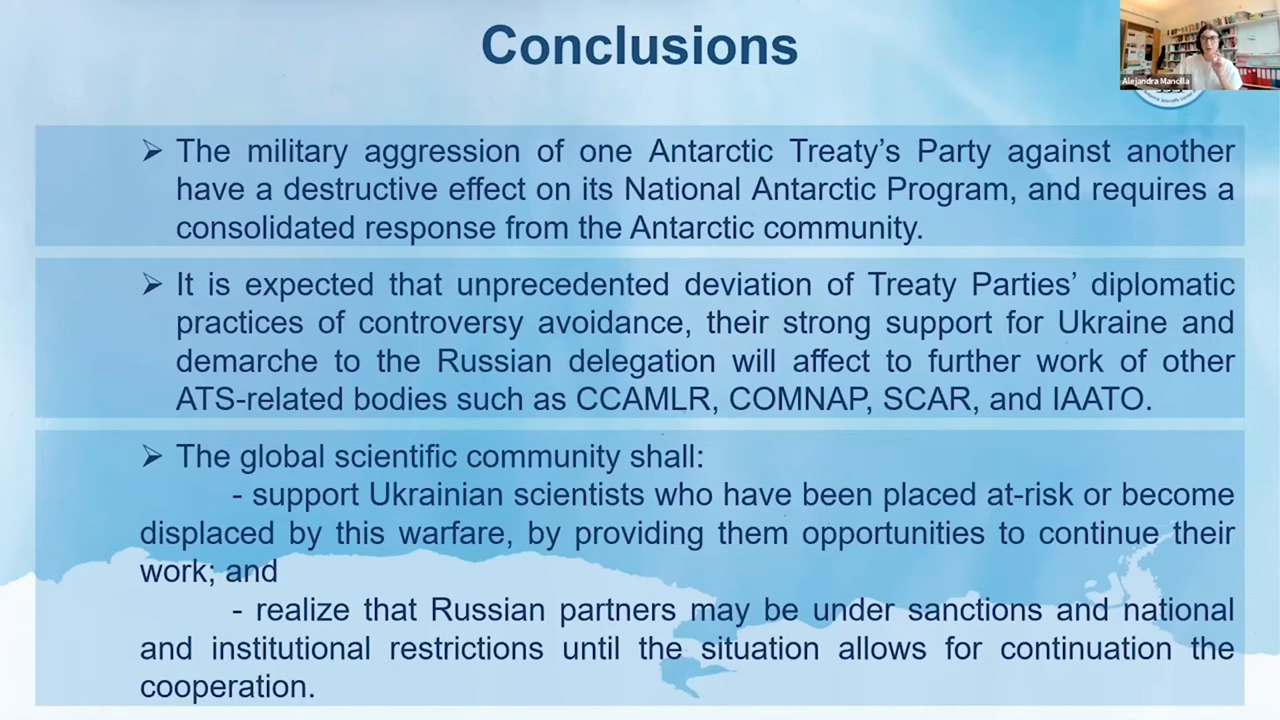 Conclusions
Alejandra Mancilla
➢ The military aggression of one Antarctic Treaty’s Party against another
have a destructive effect on its National Antarctic Program, and requires a
consolidated response from the Antarctic community.
➢ It is expected that unprecedented deviation of Treaty Parties’ diplomatic
practices of controversy avoidance, their strong support for Ukraine and
demarche to the Russian delegation will affect to further work of other
ATS-related bodies such as CCAMLR, COMNAP, SCAR, and IAATO.
➢ The global scientific community shall:
- support Ukrainian scientists who have been placed at-risk or become
displaced by this warfare, by providing them opportunities to continue their
work; and
- realize that Russian partners may be under sanctions and national
and institutional restrictions until the situation allows for continuation the
cooperation.